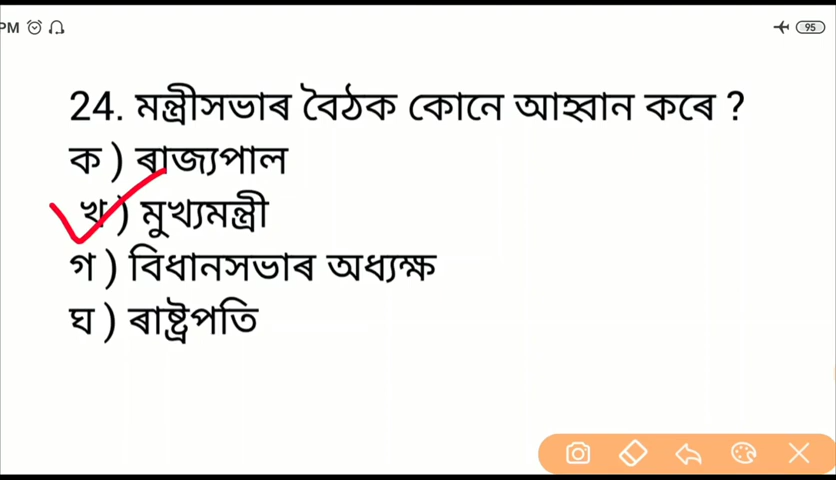 PM
95
24. মন্ত্ৰীসভাৰ বৈঠক কোনে আহ্বান কৰে ?
ক ) ৰাজ্যপাল
খ ) মুখ্যমন্ত্ৰী
গ ) বিধানসভাৰ অধ্যক্ষ
ঘ ) ৰাষ্ট্ৰপতি